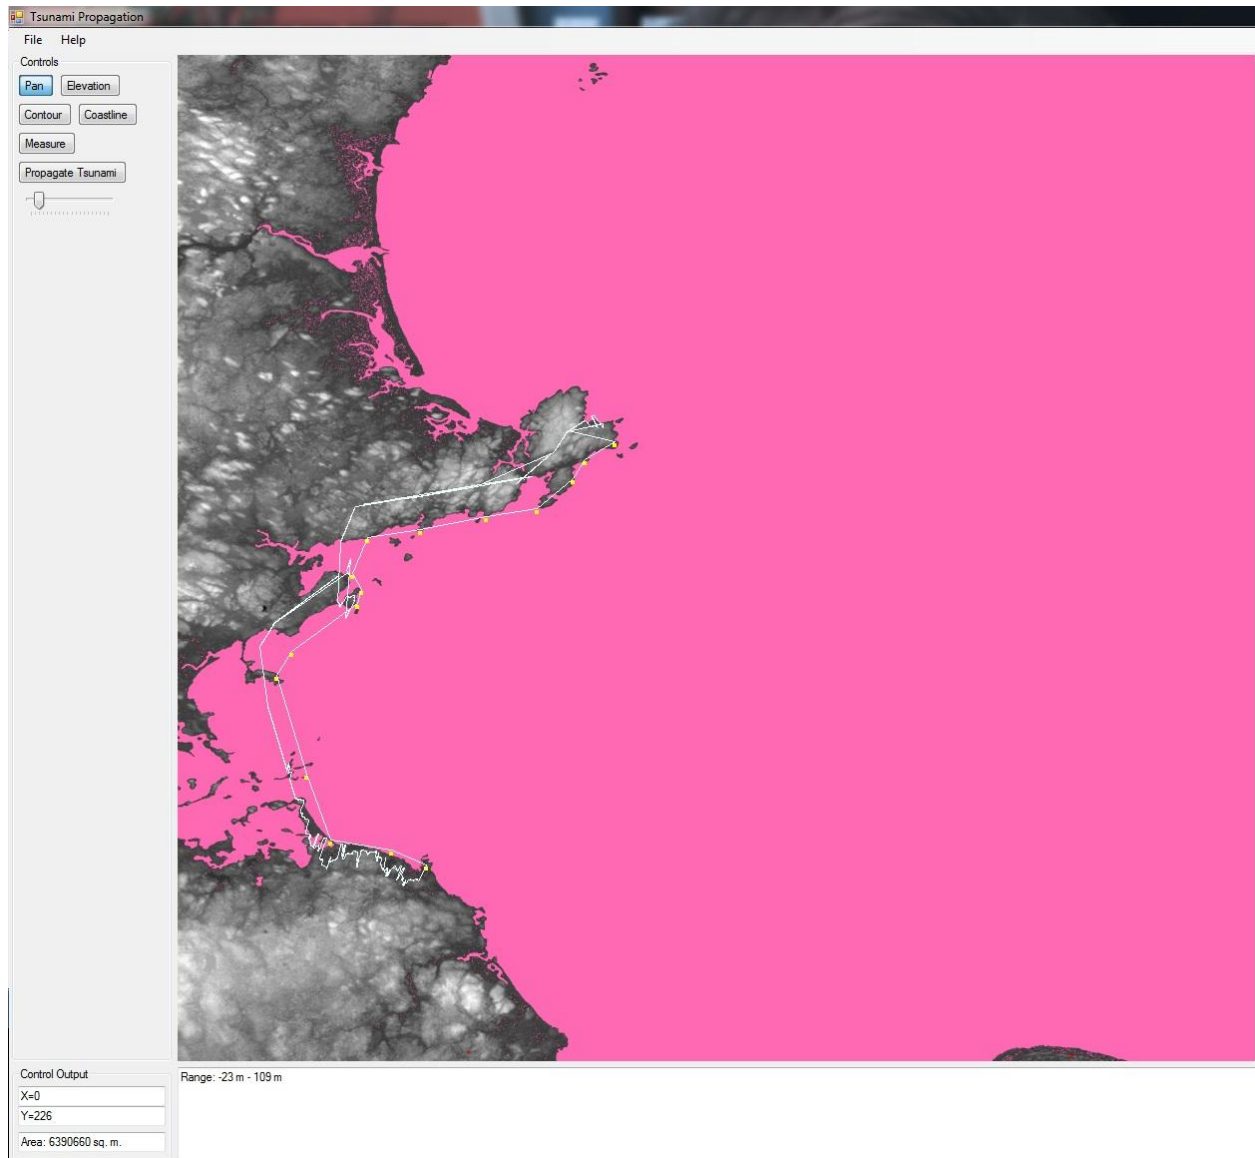 Tsunami Propagation
File Help
Controls
Pan Elevation
Contour Coastline
Measure
Propagate Tsunami
Control Output
X=0
Y=226
Area: 6390660 sq. m.
Range: -23 m - 109 m